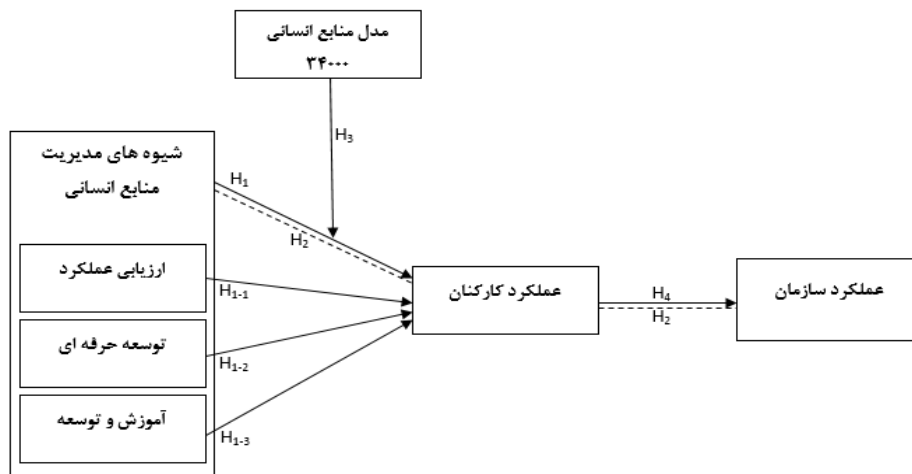 مدل منابع انسانی
۳۴۰۰۰
H3
شیوه های مدیریت
منابع انسانی
H1
H2
ارزیابی عملکرد
H1-1
توسعه حرفه ای
H1-2
آموزش و توسعه
H1-3
عملکرد کارکنان
H4
H2
عملکرد سازمان